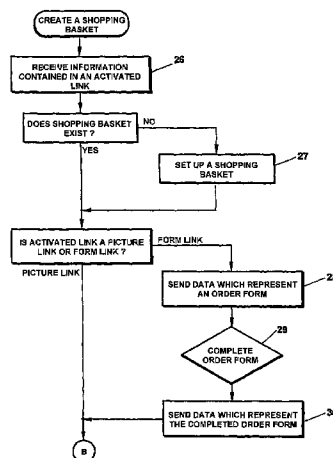 CREATE A SHOPPING
BASKET
26
RECEIVE INFORMATION
CONTAINED IN AN ACTIVATED
LINK
DOES SHOPPING BASKET
EXIST ?
NO
YES
27
SET UP A SHOPPING
BASKET
IS ACTIVATED LINK A PICTURE
LINK OR FORM LINK ?
FORM LINK
PICTURE LINK
SEND DATA WHICH REPRESENT
AN ORDER FORM
29
COMPLETE
ORDER FORM
SEND DATA WHICH REPRESENT
THE COMPLETED ORDER FORM
B